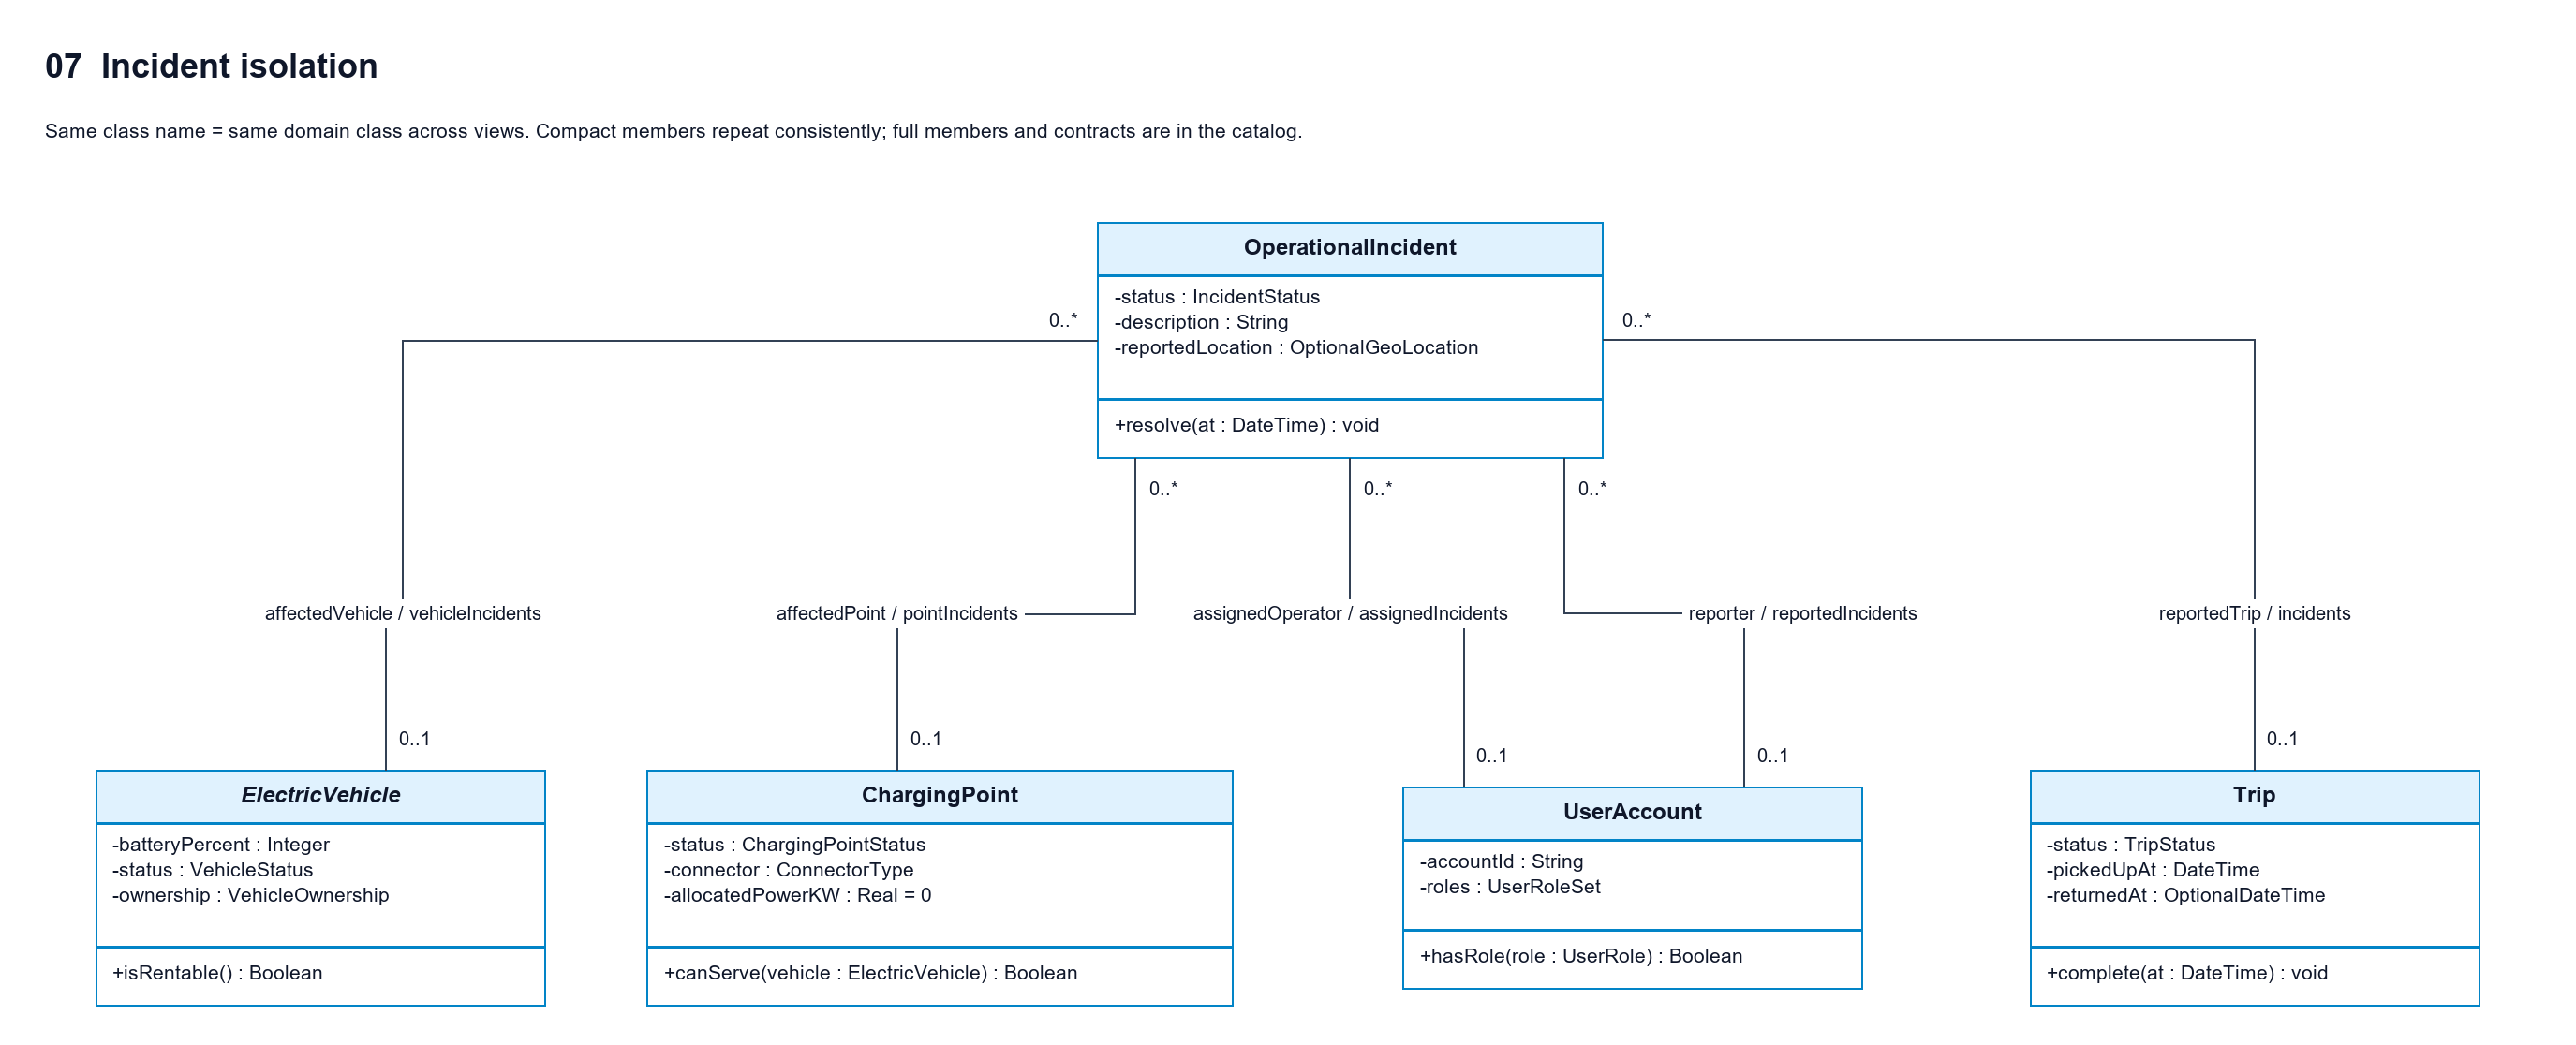 07 Incident isolation
Same class name = same domain class across views. Compact members repeat consistently; full members and contracts are in the catalog.
OperationalIncident
-status : IncidentStatus
-description : String
-reportedLocation : OptionalGeoLocation
+resolve(at : DateTime) : void
0..*
0..*
0..*
0..*
0..*
affectedVehicle / vehicleIncidents
affectedPoint / pointIncidents
assignedOperator / assignedIncidents
reporter / reportedIncidents
reportedTrip / incidents
0..1
0..1
0..1
0..1
0..1
ElectricVehicle
-batteryPercent : Integer
-status : VehicleStatus
-ownership : VehicleOwnership
+isRentable() : Boolean
ChargingPoint
-status : ChargingPointStatus
-connector : ConnectorType
-allocatedPowerKW : Real = 0
+canServe(vehicle : ElectricVehicle) : Boolean
UserAccount
-accountId : String
-roles : UserRoleSet
+hasRole(role : UserRole) : Boolean
Trip
-status : TripStatus
-pickedUpAt : DateTime
-returnedAt : OptionalDateTime
+complete(at : DateTime) : void